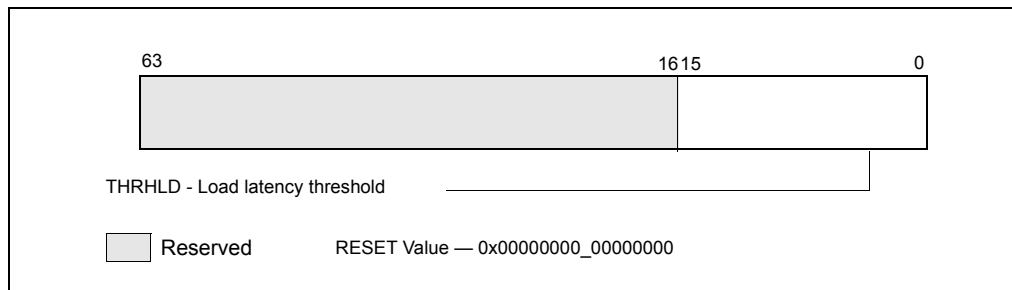 63 16 15 0
THRHLD - Load latency threshold
Reserved RESET Value — 0x00000000_00000000